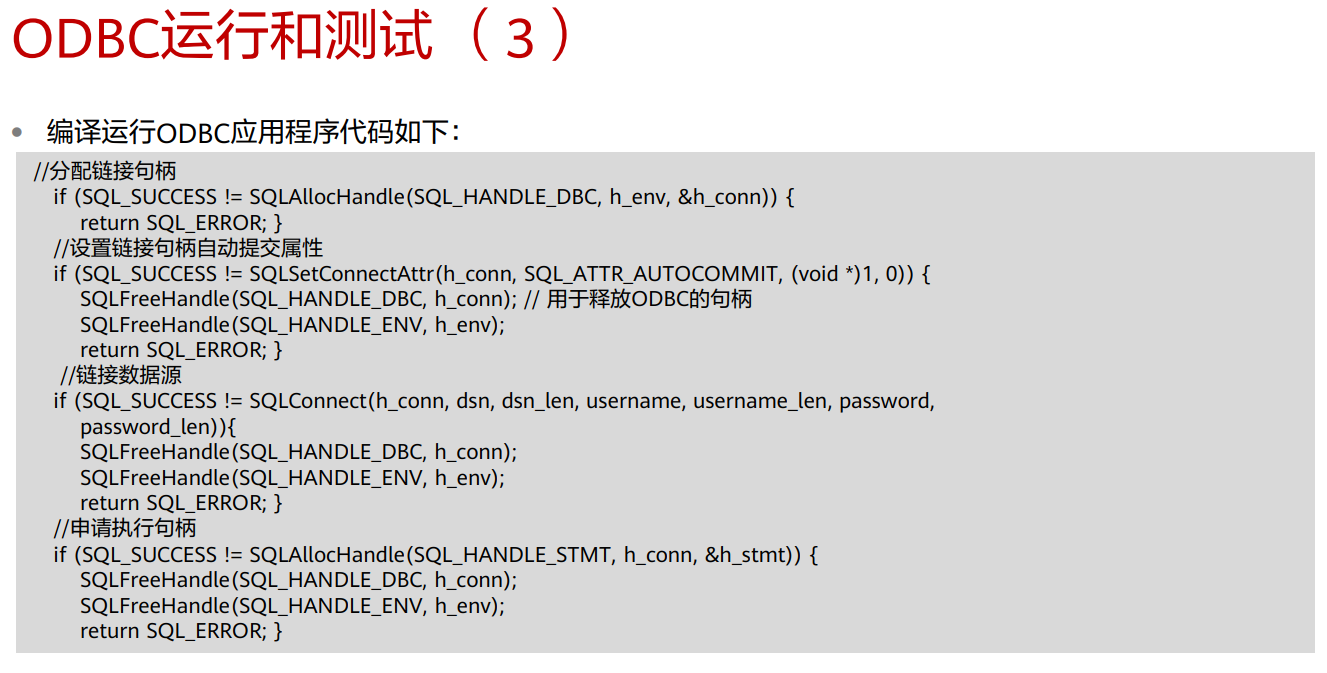 ODBC运行和测试（3）
• 编译运行ODBC应用程序代码如下：
//分配链接句柄
if (SQL_SUCCESS != SQLAllocHandle(SQL_HANDLE_DBC, h_env, &h_conn)) {
return SQL_ERROR; }
//设置链接句柄自动提交属性
if (SQL_SUCCESS != SQLSetConnectAttr(h_conn, SQL_ATTR_AUTOCOMMIT, (void *)1, 0)) {
SQLFreeHandle(SQL_HANDLE_DBC, h_conn); // 用于释放ODBC的句柄
SQLFreeHandle(SQL_HANDLE_ENV, h_env);
return SQL_ERROR; }
//链接数据源
if (SQL_SUCCESS != SQLConnect(h_conn, dsn, dsn_len, username, username_len, password,
password_len)){
SQLFreeHandle(SQL_HANDLE_DBC, h_conn);
SQLFreeHandle(SQL_HANDLE_ENV, h_env);
return SQL_ERROR; }
//申请执行句柄
if (SQL_SUCCESS != SQLAllocHandle(SQL_HANDLE_STMT, h_conn, &h_stmt)) {
SQLFreeHandle(SQL_HANDLE_DBC, h_conn);
SQLFreeHandle(SQL_HANDLE_ENV, h_env);
return SQL_ERROR; }